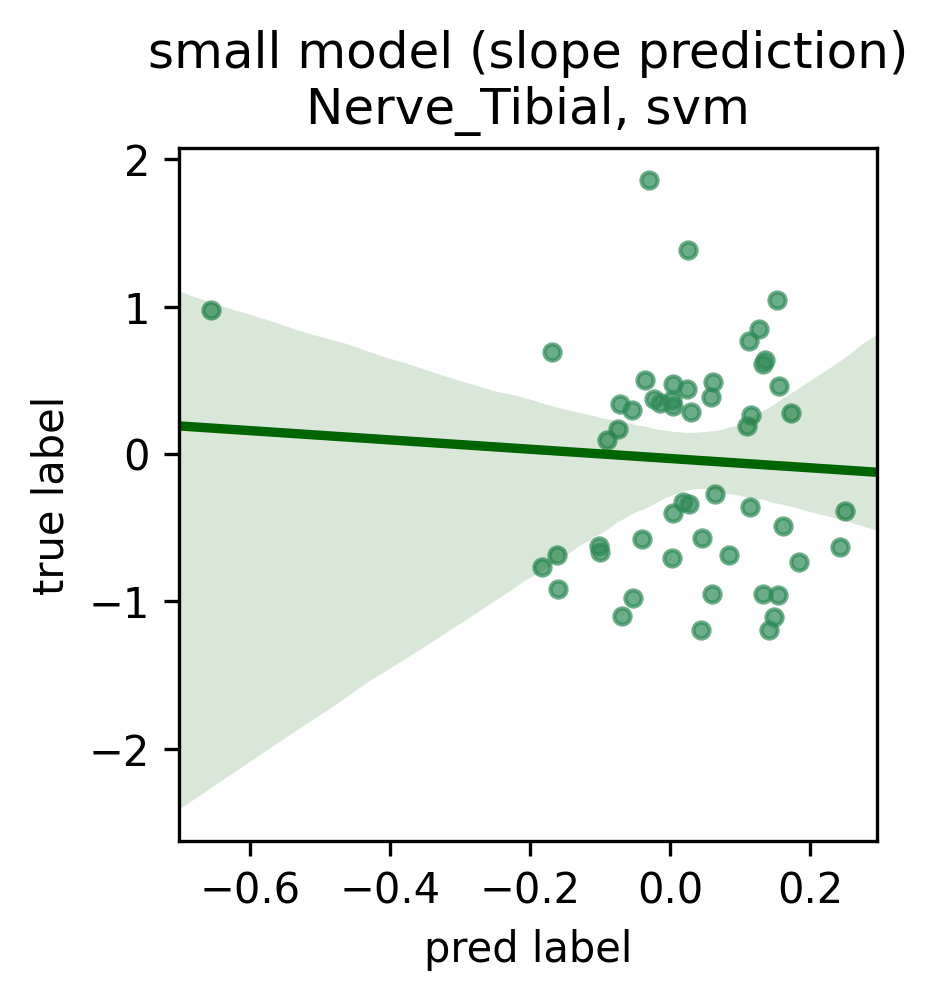 small model (slope prediction)
Nerve_Tibial, svm
2
1
0
−1
−2
true label
−0.6 −0.4 −0.2 0.0 0.2
pred label